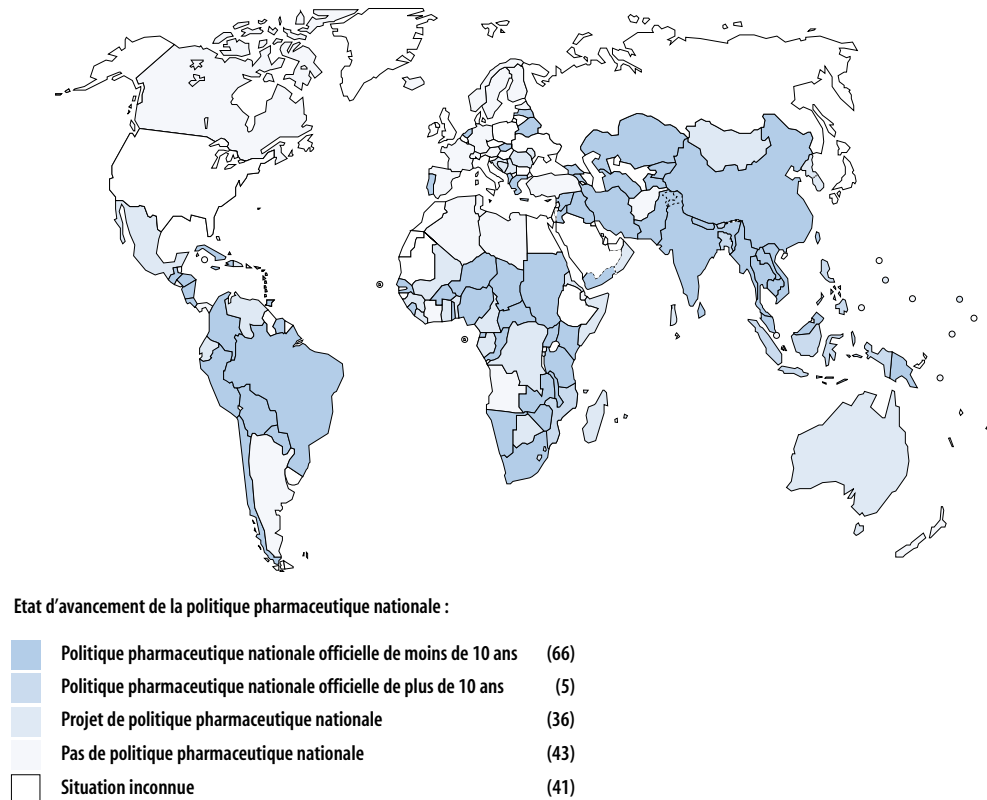 Etat d'avancement de la politique pharmaceutique nationale :
Politique pharmaceutique nationale officielle de moins de 10 ans (66)
Politique pharmaceutique nationale officielle de plus de 10 ans (5)
Projet de politique pharmaceutique nationale (36)
Pas de politique pharmaceutique nationale (43)
Situation inconnue (41)